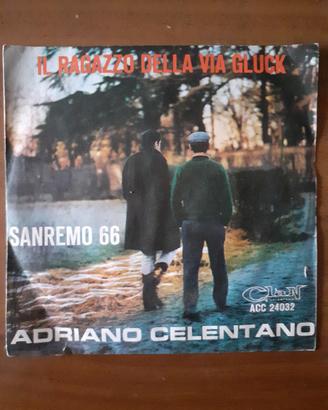 IL RAGAZZO DELLA VIA GLUCK
SANREMO 66
Clan
ACC 24032
ADRIANO CELENTANO